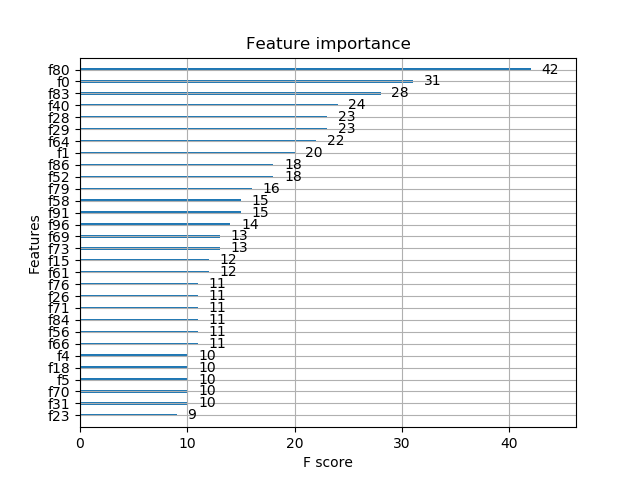 Feature importance
f80 42
f0 31
f83 28
f40 24
f28 23
f29 23
f64 22
f1 20
f86 18
f52 18
f79 16
f58 15
f91 15
f96 14
f69 13
f73 13
f15 12
f61 12
f76 11
f26 11
f71 11
f84 11
f56 11
f66 11
f4 10
f18 10
f5 10
f70 10
f31 10
f23 9
Features
0 10 20 30 40
F score